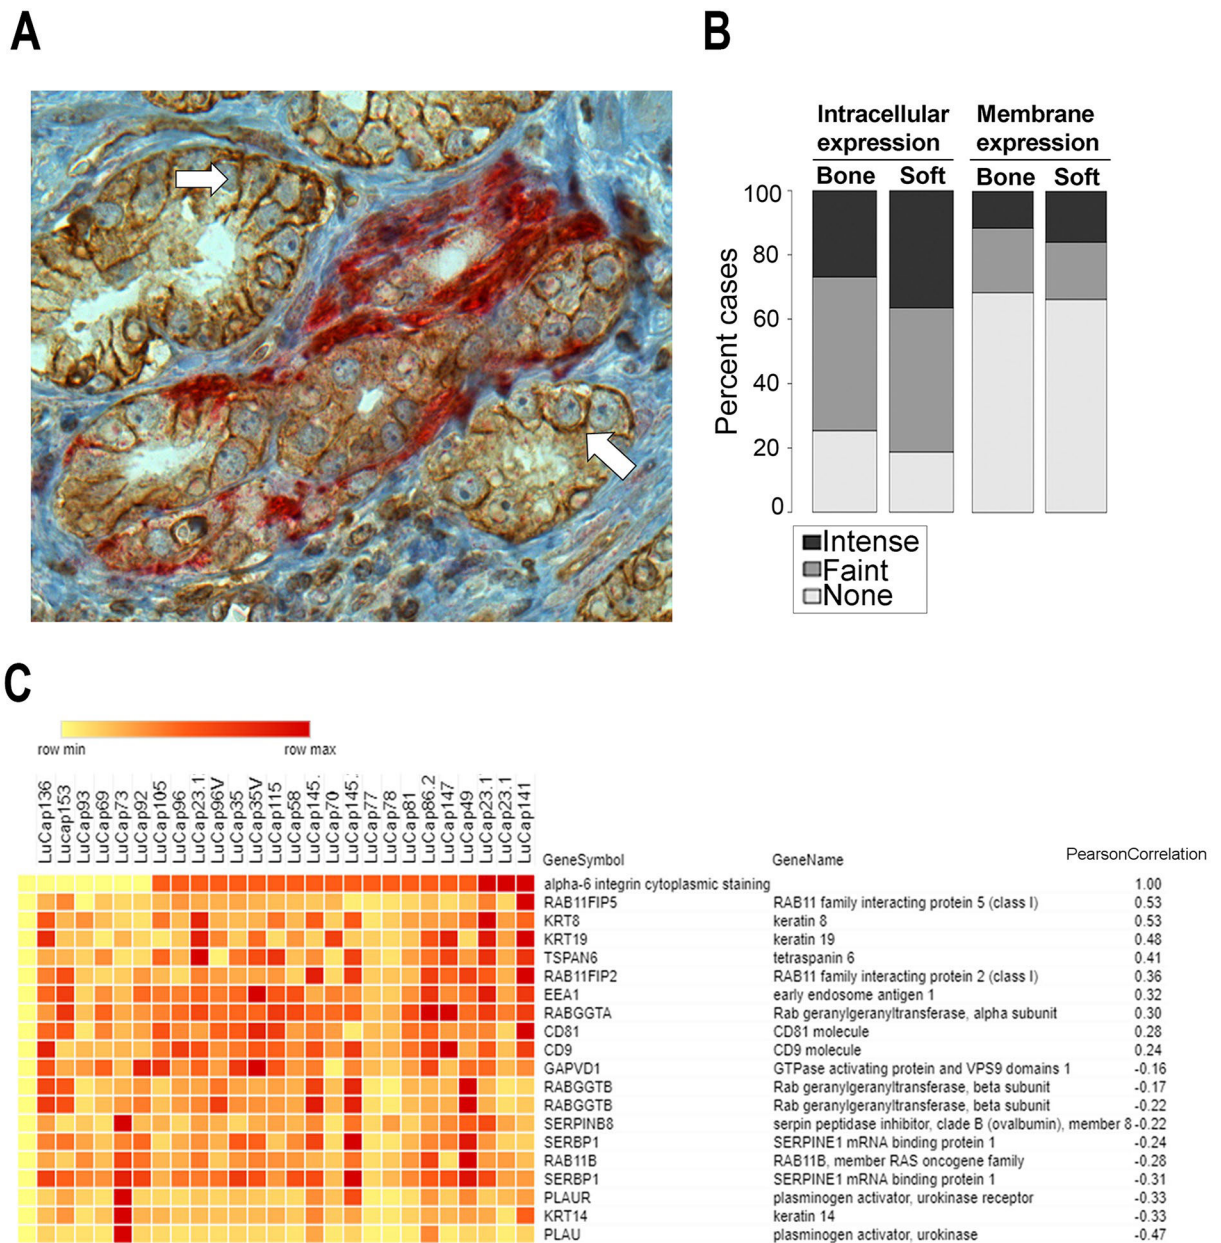 A
B
Intracellular expression
Membrane expression
Bone
Soft
Bone
Soft
Percent cases
100
80
60
40
20
0
Intense
Faint
None
C
row min
row max
LuCap136
Lucap153
LuCap93
LuCap69
LuCap73
LuCap92
LuCap105
LuCap96
LuCap23.1
LuCap96V
LuCap35
LuCap35V
LuCap115
LuCap58
LuCap145.
LuCap70
LuCap145.
LuCap77
LuCap78
LuCap81
LuCap86.2
LuCap147
LuCap49
LuCap23.1
LuCap23.1
LuCap141
GeneSymbol GeneName PearsonCorrelation
alpha-6 integrin cytoplasmic staining 1.00
RAB11FIP5 RAB11 family interacting protein 5 (class I) 0.53
KRT8 keratin 8 0.53
KRT19 keratin 19 0.48
TSPAN6 tetraspanin 6 0.41
RAB11FIP2 RAB11 family interacting protein 2 (class I) 0.36
EEA1 early endosome antigen 1 0.32
RABGGTA Rab geranylgeranyltransferase, alpha subunit 0.30
CD81 CD81 molecule 0.28
CD9 CD9 molecule 0.24
GAPVD1 GTPase activating protein and VPS9 domains 1 -0.16
RABGGTB Rab geranylgeranyltransferase, beta subunit -0.17
RABGGTB Rab geranylgeranyltransferase, beta subunit -0.22
SERPINB8 serpin peptidase inhibitor, clade B (ovalbumin), member 8 -0.22
SERBP1 SERPINE1 mRNA binding protein 1 -0.24
RAB11B RAB11B, member RAS oncogene family -0.28
SERBP1 SERPINE1 mRNA binding protein 1 -0.31
PLAUR plasminogen activator, urokinase receptor -0.33
KRT14 keratin 14 -0.33
PLAU plasminogen activator, urokinase -0.47